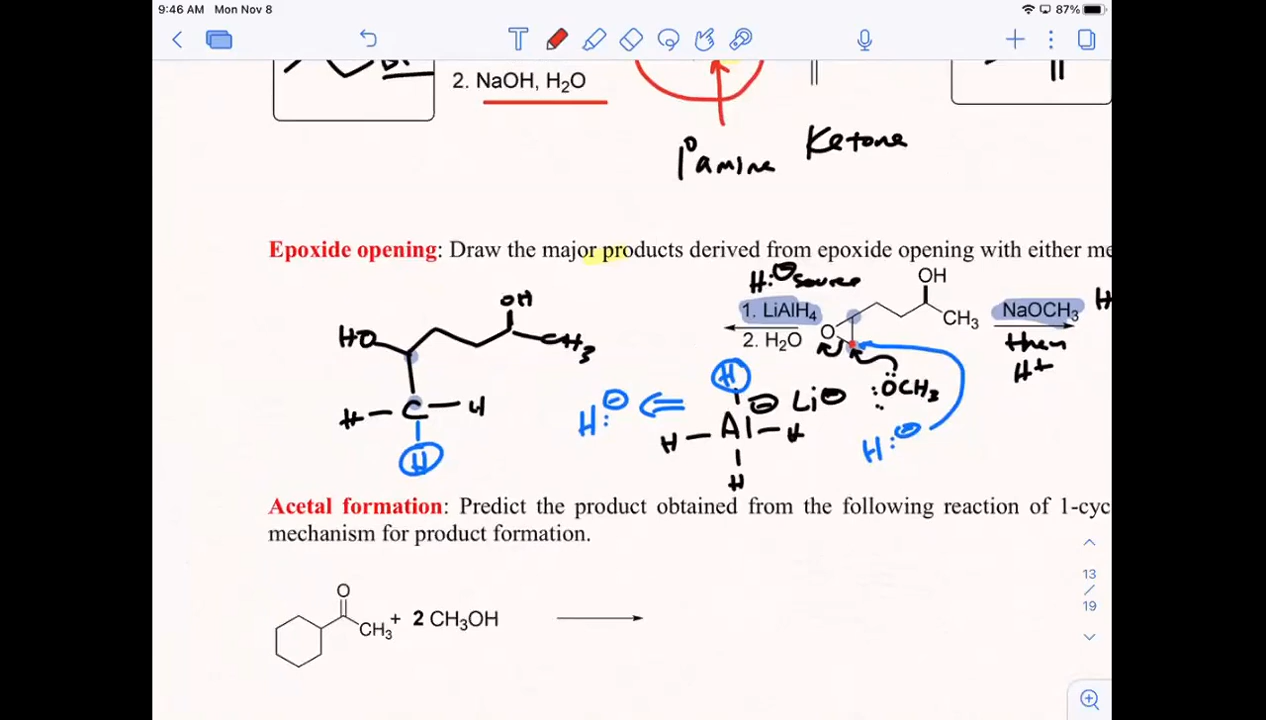 9:46 AM Mon Nov 8
87%
2. NaOH, H2O
1° amine
Ketone
Epoxide opening: Draw the major products derived from epoxide opening with either me
H:⊖ source
OH
1. LiAlH4
2. H2O
O
CH3
NaOCH3
H
then
H+
OH
HO
CH3
H
C
H
H
H:⊖
H
⊖
Li⊖
H
Al
H
H
:OCH3
H:⊖
Acetal formation: Predict the product obtained from the following reaction of 1-cyc
mechanism for product formation.
O
CH3
+ 2 CH3OH
13
/
19